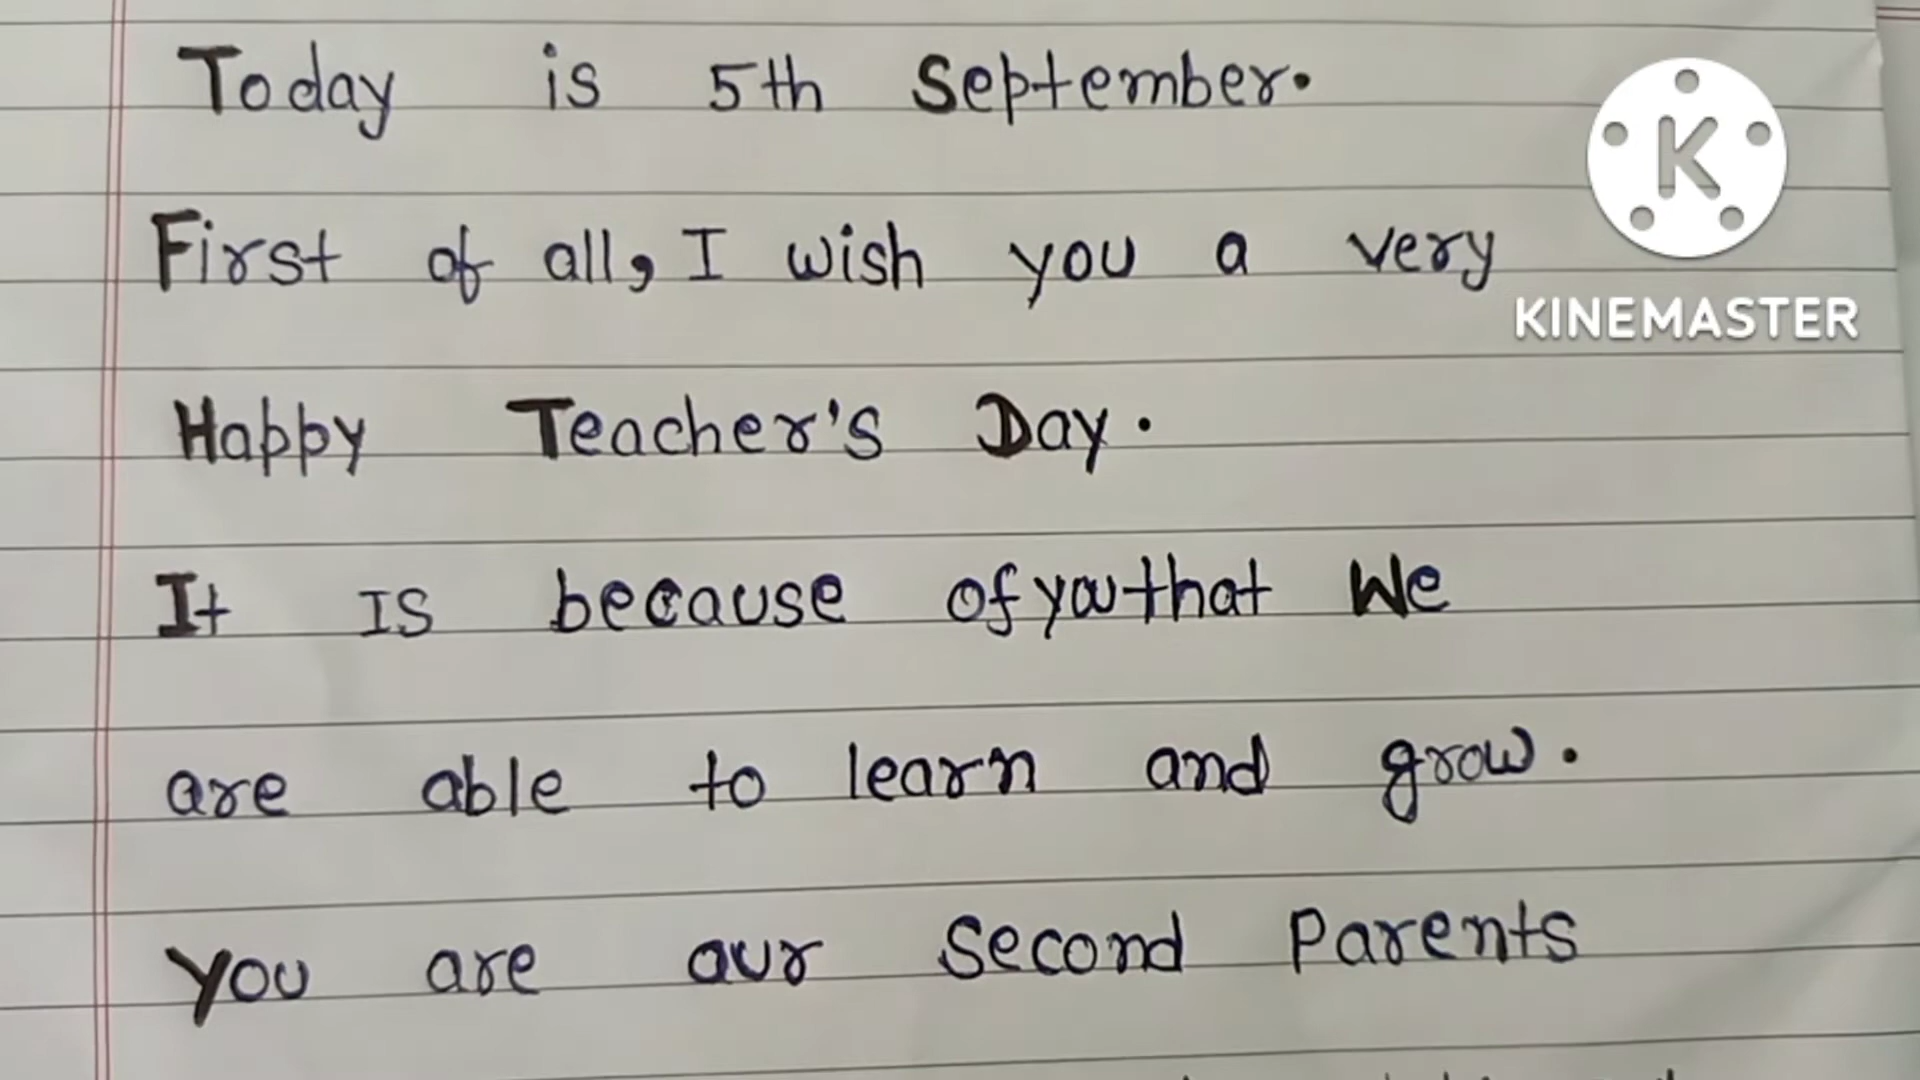 Today is 5th September.
First of all, I wish you a very
KINEMASTER
Happy Teacher's Day.
It IS because of you that We
are able to learn and grow.
You are our Second Parents